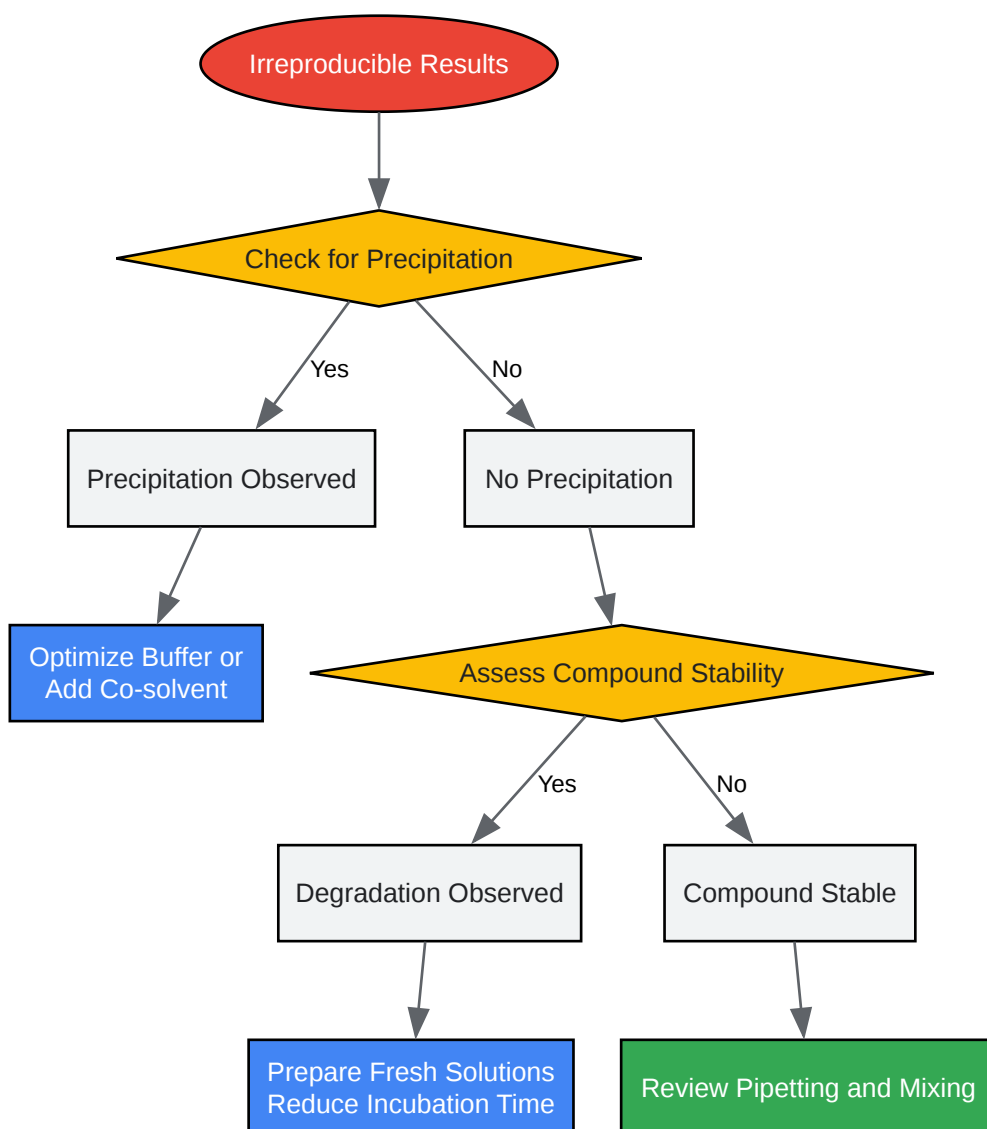 Irreproducible Results
Check for Precipitation
Yes
No
Precipitation Observed
No Precipitation
Optimize Buffer or
Add Co-solvent
Assess Compound Stability
Yes
No
Degradation Observed
Compound Stable
Prepare Fresh Solutions
Reduce Incubation Time
Review Pipetting and Mixing